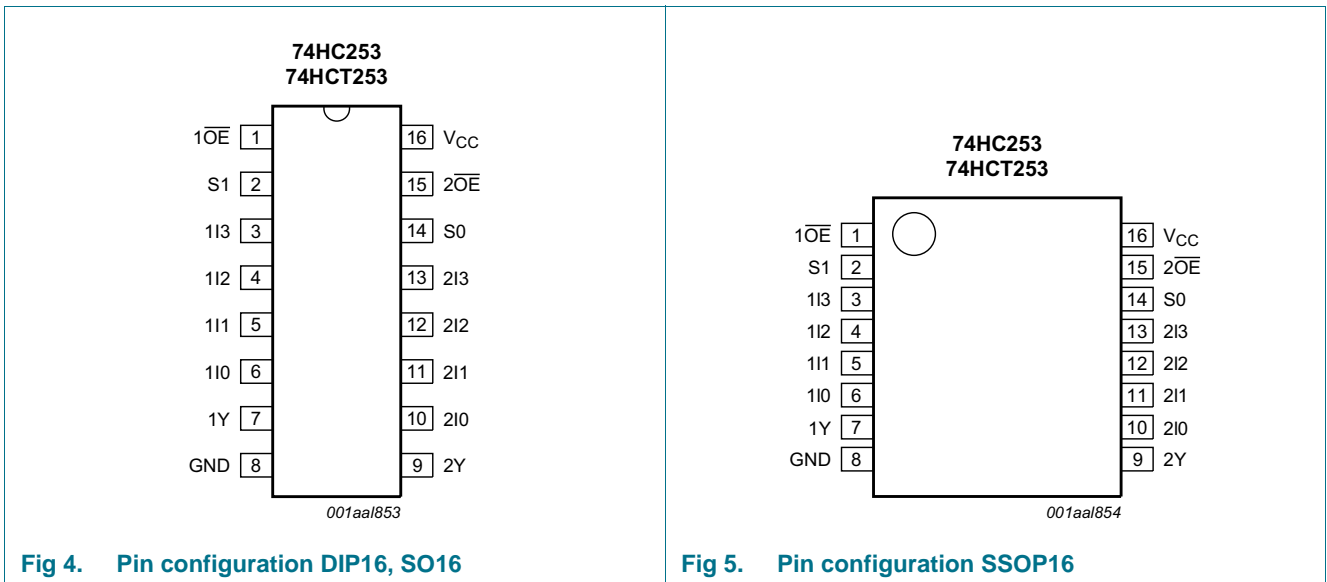 74HC253
74HCT253
1OE 1
16 VCC
S1 2
15 2OE
1I3 3
14 S0
1I2 4
13 2I3
1I1 5
12 2I2
1I0 6
11 2I1
1Y 7
10 2I0
GND 8
9 2Y
001aal853
Fig 4. Pin configuration DIP16, SO16
74HC253
74HCT253
1OE 1
16 VCC
S1 2
15 2OE
1I3 3
14 S0
1I2 4
13 2I3
1I1 5
12 2I2
1I0 6
11 2I1
1Y 7
10 2I0
GND 8
9 2Y
001aal854
Fig 5. Pin configuration SSOP16